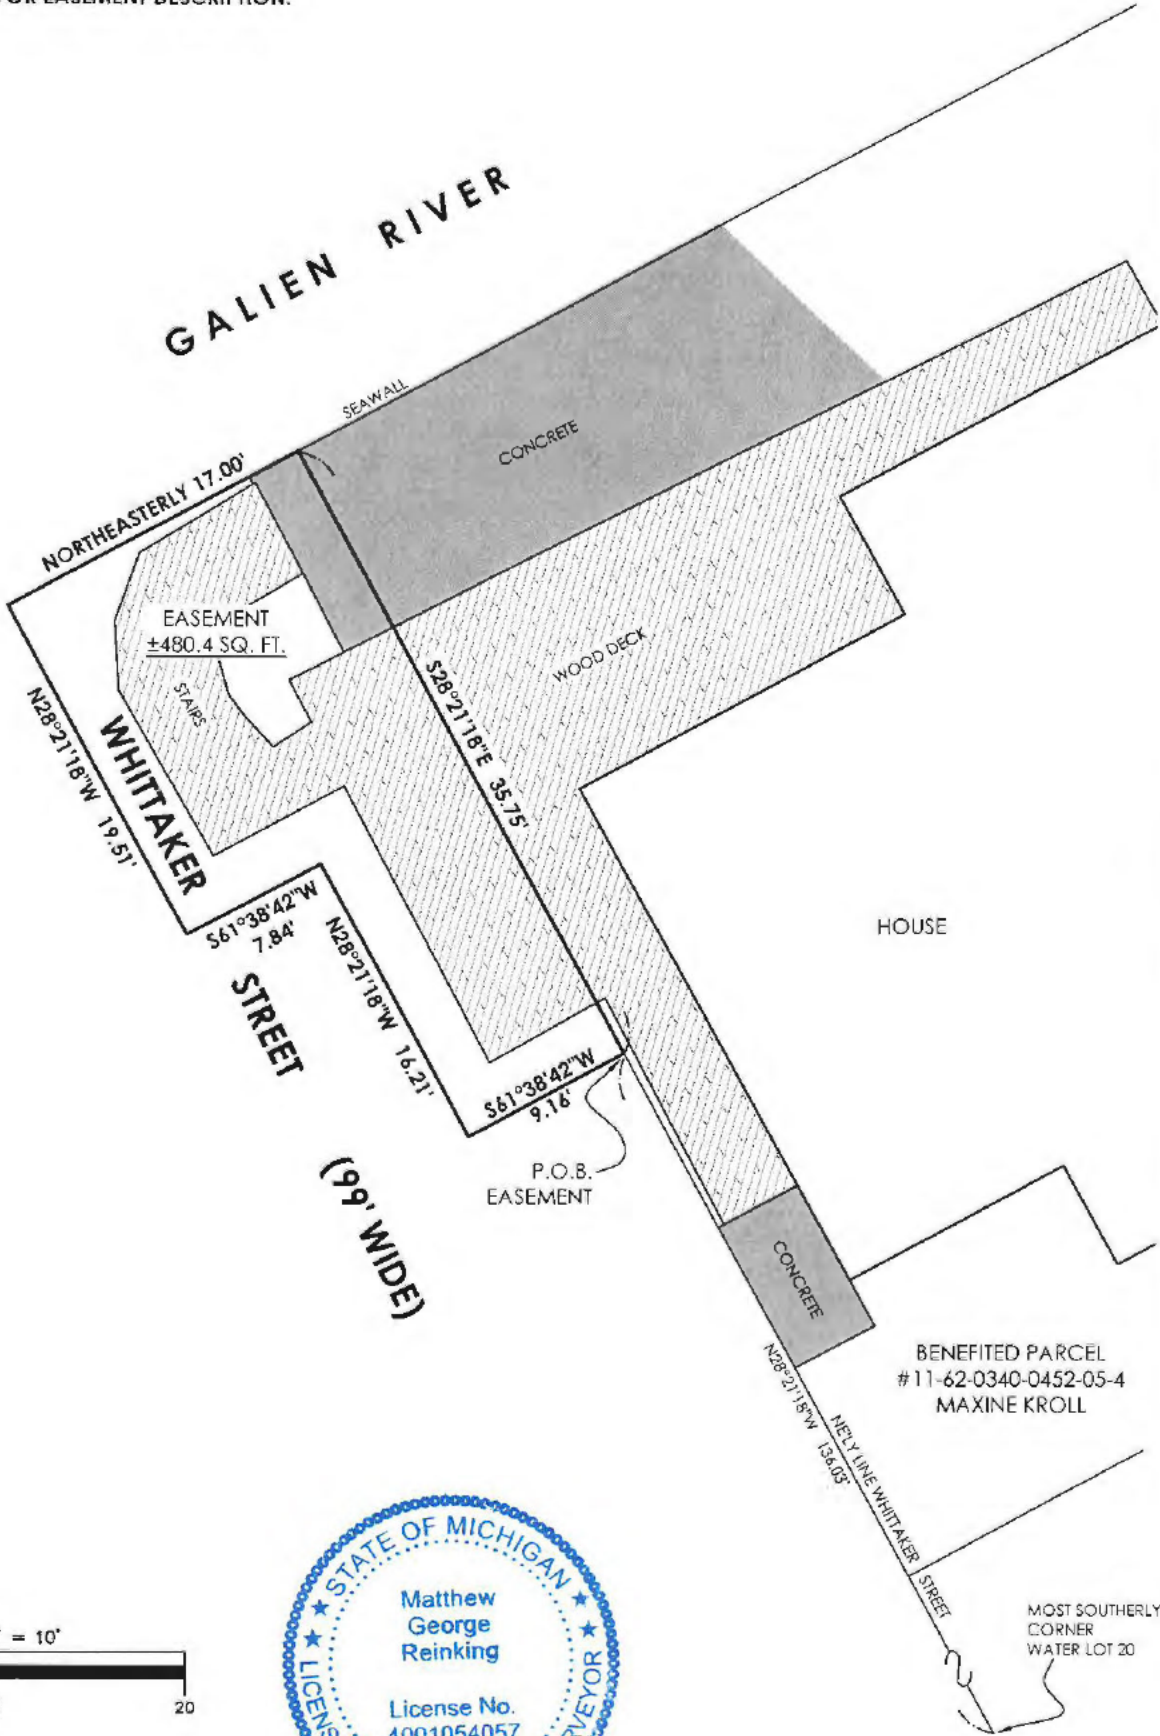 FOR EASEMENT DESCRIPTION.
GALIEN RIVER
SEAWALL
CONCRETE
NORTHEASTERLY 17.00'
EASEMENT
±480.4 SQ. FT.
STAIRS
WOOD DECK
S28°21'18"E 35.75'
N28°21'18"W 19.51'
WHITTAKER
STREET
(99' WIDE)
S61°38'42"W
7.84'
N28°21'18"W 16.21'
S61°38'42"W
9.16'
HOUSE
P.O.B.
EASEMENT
CONCRETE
BENEFITED PARCEL
#11-62-0340-0452-05-4
MAXINE KROLL
N28°21'18"W 136.03'
NE'LY LINE WHITTAKER STREET
MOST SOUTHERLY
CORNER
WATER LOT 20
= 10'
20
STATE OF MICHIGAN
Matthew
George
Reinking
License No.
4001054057